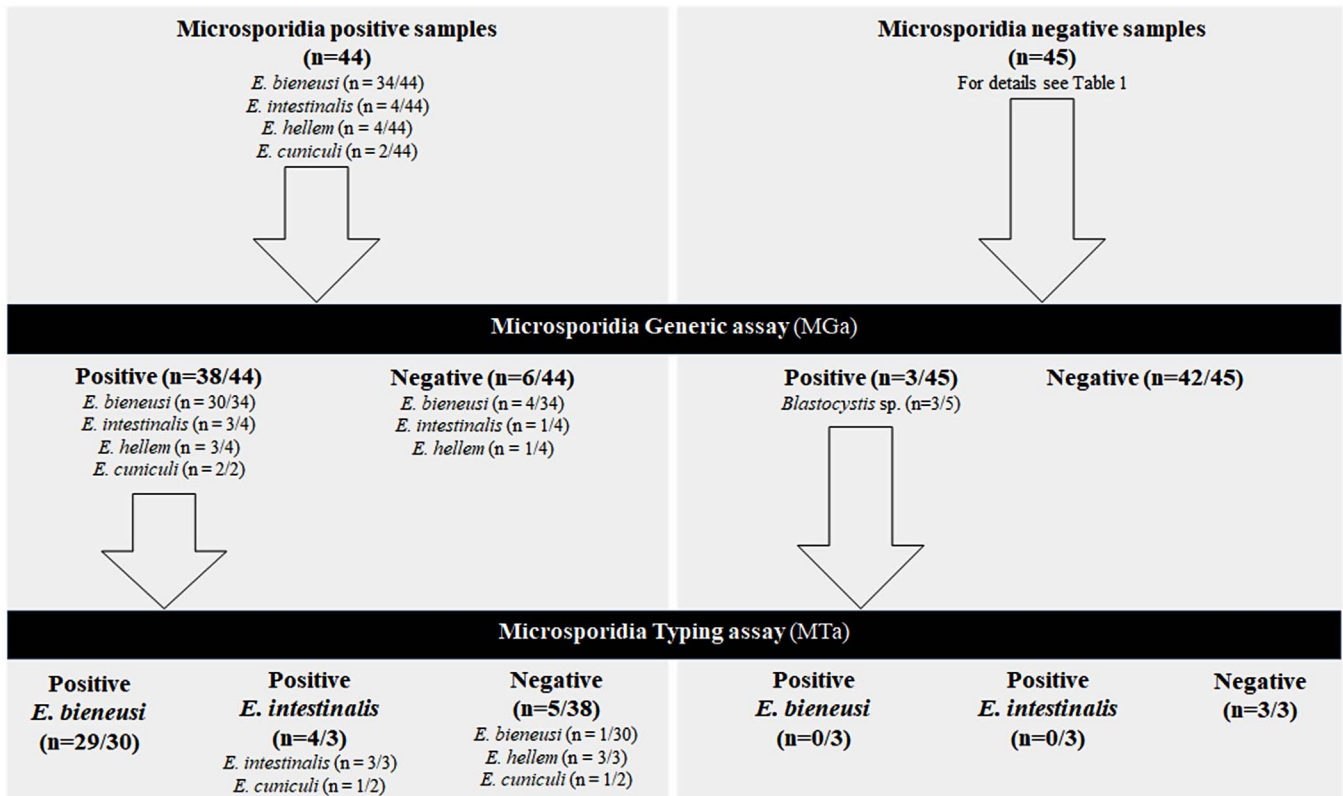 Microsporidia positive samples
(n=44)
E. bieneusi (n = 34/44)
E. intestinalis (n = 4/44)
E. hellem (n = 4/44)
E. cuniculi (n = 2/44)
Microsporidia negative samples
(n=45)
For details see Table 1
Microsporidia Generic assay (MGa)
Positive (n=38/44)
E. bieneusi (n = 30/34)
E. intestinalis (n = 3/4)
E. hellem (n = 3/4)
E. cuniculi (n = 2/2)
Negative (n=6/44)
E. bieneusi (n = 4/34)
E. intestinalis (n = 1/4)
E. hellem (n = 1/4)
Positive (n=3/45)
Blastocystis sp. (n=3/5)
Negative (n=42/45)
Microsporidia Typing assay (MTa)
Positive
E. bieneusi
(n=29/30)
Positive
E. intestinalis
(n=4/3)
E. intestinalis (n = 3/3)
E. cuniculi (n = 1/2)
Negative
(n=5/38)
E. bieneusi (n = 1/30)
E. hellem (n = 3/3)
E. cuniculi (n = 1/2)
Positive
E. bieneusi
(n=0/3)
Positive
E. intestinalis
(n=0/3)
Negative
(n=3/3)